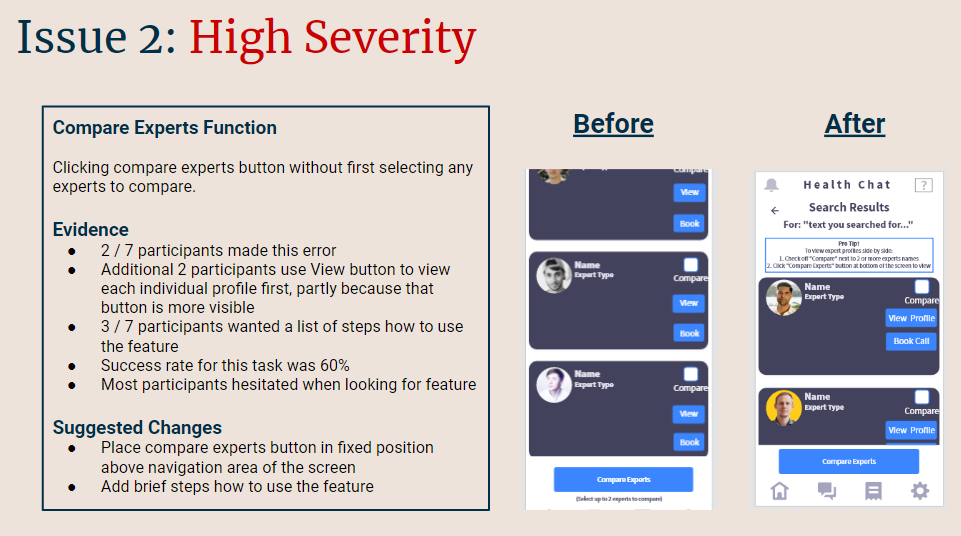 Issue 2: High Severity
Compare Experts Function
Clicking compare experts button without first selecting any
experts to compare.
Evidence
● 2 / 7 participants made this error
● Additional 2 participants use View button to view
each individual profile first, partly because that
button is more visible
● 3 / 7 participants wanted a list of steps how to use
the feature
● Success rate for this task was 60%
● Most participants hesitated when looking for feature
Suggested Changes
● Place compare experts button in fixed position
above navigation area of the screen
● Add brief steps how to use the feature
Before
Compare
View
Book
Name
Expert Type
Compare
View
Book
Name
Expert Type
Compare
View
Book
Compare Experts
(Select up to 2 experts to compare)
After
Health Chat
?
Search Results
For: "text you searched for..."
Pro Tip!
To view expert profiles side by side:
1. Check off "Compare" next to 2 or more experts names
2. Click "Compare Experts" button at bottom of the screen to view
Name
Expert Type
Compare
View Profile
Book Call
Name
Expert Type
Compare
View Profile
Compare Experts